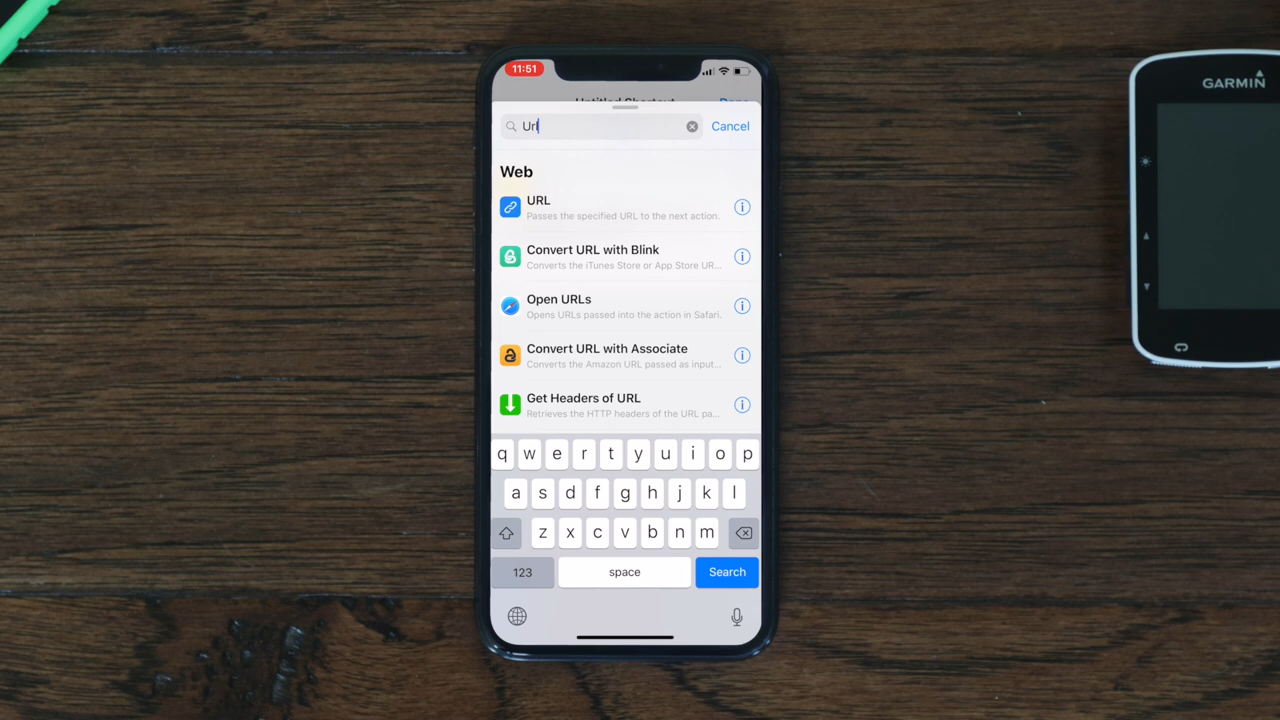 11:51
Untitled Shortcut Done
Url Cancel
Web
URL
Passes the specified URL to the next action.
Convert URL with Blink
Converts the iTunes Store or App Store UR...
Open URLs
Opens URLs passed into the action in Safari.
Convert URL with Associate
Converts the Amazon URL passed as input...
Get Headers of URL
Retrieves the HTTP headers of the URL pa...
q w e r t y u i o p
a s d f g h j k l
z x c v b n m
123 space Search
GARMIN